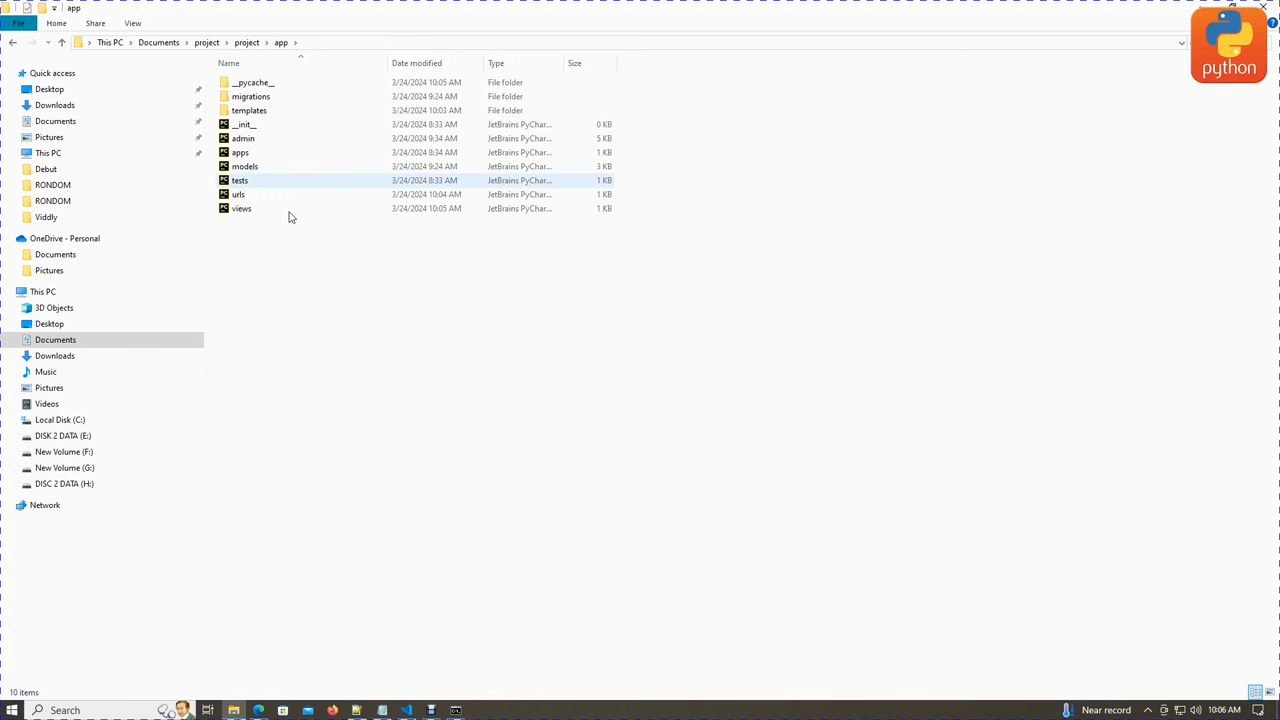 app
File Home Share View
This PC Documents project project app
python
Name Date modified Type Size
Quick access
Desktop
Downloads
Documents
Pictures
This PC
Debut
RONDOM
RONDOM
Viddly
OneDrive - Personal
Documents
Pictures
This PC
3D Objects
Desktop
Documents
Downloads
Music
Pictures
Videos
Local Disk (C:)
DISK 2 DATA (E:)
New Volume (F:)
New Volume (G:)
DISC 2 DATA (H:)
Network
__pycache__ 3/24/2024 10:05 AM File folder
migrations 3/24/2024 9:24 AM File folder
templates 3/24/2024 10:03 AM File folder
__init__ 3/24/2024 8:33 AM JetBrains PyChar... 0 KB
admin 3/24/2024 9:34 AM JetBrains PyChar... 5 KB
apps 3/24/2024 8:34 AM JetBrains PyChar... 1 KB
models 3/24/2024 9:24 AM JetBrains PyChar... 3 KB
tests 3/24/2024 8:33 AM JetBrains PyChar... 1 KB
urls 3/24/2024 10:04 AM JetBrains PyChar... 1 KB
views 3/24/2024 10:05 AM JetBrains PyChar... 1 KB
10 items
Search Near record 10:06 AM